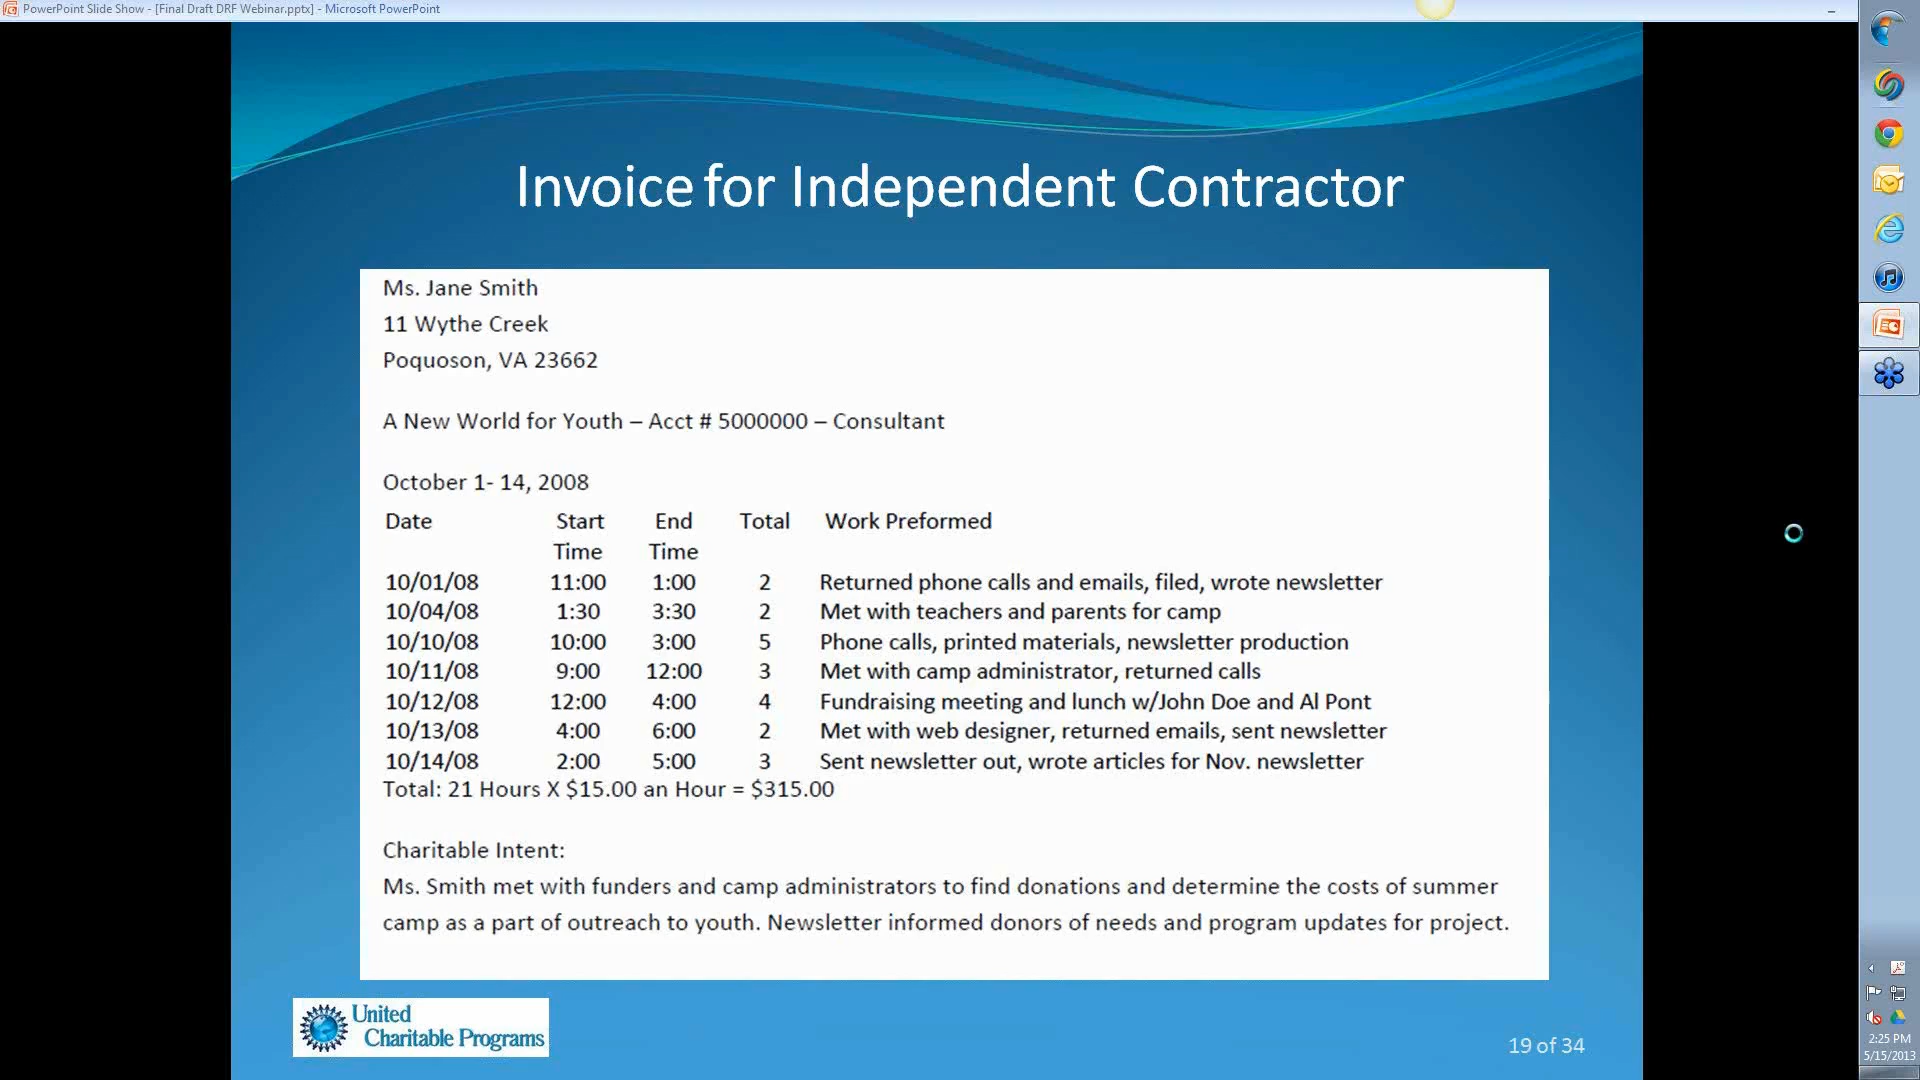 PowerPoint Slide Show - [Final Draft DRF Webinar.pptx] - Microsoft PowerPoint
Invoice for Independent Contractor
Ms. Jane Smith
11 Wythe Creek
Poquoson, VA 23662
A New World for Youth – Acct # 5000000 – Consultant
October 1- 14, 2008
Date Start End Total Work Preformed
Time Time
10/01/08 11:00 1:00 2 Returned phone calls and emails, filed, wrote newsletter
10/04/08 1:30 3:30 2 Met with teachers and parents for camp
10/10/08 10:00 3:00 5 Phone calls, printed materials, newsletter production
10/11/08 9:00 12:00 3 Met with camp administrator, returned calls
10/12/08 12:00 4:00 4 Fundraising meeting and lunch w/John Doe and Al Pont
10/13/08 4:00 6:00 2 Met with web designer, returned emails, sent newsletter
10/14/08 2:00 5:00 3 Sent newsletter out, wrote articles for Nov. newsletter
Total: 21 Hours X $15.00 an Hour = $315.00
Charitable Intent:
Ms. Smith met with funders and camp administrators to find donations and determine the costs of summer
camp as a part of outreach to youth. Newsletter informed donors of needs and program updates for project.
United
Charitable Programs
19 of 34
2:25 PM
5/15/2013